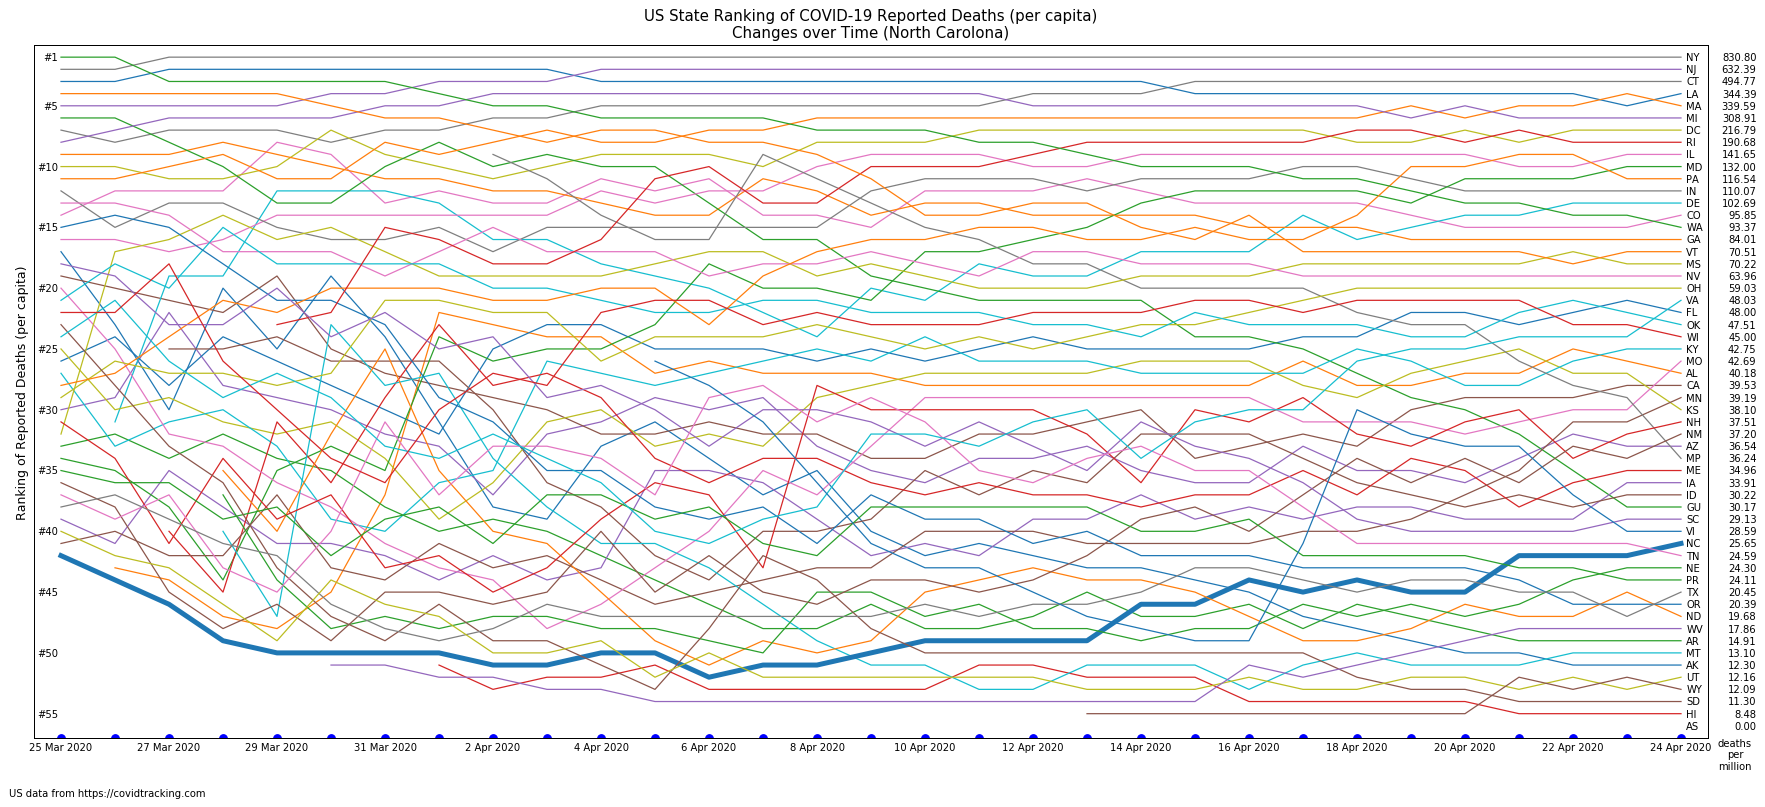 US State Ranking of COVID-19 Reported Deaths (per capita)
Changes over Time (North Carolona)
Ranking of Reported Deaths (per capita)
#1
#5
#10
#15
#20
#25
#30
#35
#40
#45
#50
#55
NY 830.80
NJ 632.39
CT 494.77
LA 344.39
MA 339.59
MI 308.91
DC 216.79
RI 190.68
IL 141.65
MD 132.00
PA 116.54
IN 110.07
DE 102.69
CO 95.85
WA 93.37
GA 84.01
VT 70.51
MS 70.22
NV 63.96
OH 59.03
VA 48.03
FL 48.00
OK 47.51
WI 45.00
KY 42.75
MO 42.69
AL 40.18
CA 39.53
MN 39.19
KS 38.10
NH 37.51
NM 37.20
AZ 36.54
MP 36.24
ME 34.96
IA 33.91
ID 30.22
GU 30.17
SC 29.13
VI 28.59
NC 25.65
TN 24.59
NE 24.30
PR 24.11
TX 20.45
OR 20.39
ND 19.68
WV 17.86
AR 14.91
MT 13.10
AK 12.30
UT 12.16
WY 12.09
SD 11.30
HI 8.48
AS 0.00
25 Mar 2020 27 Mar 2020 29 Mar 2020 31 Mar 2020 2 Apr 2020 4 Apr 2020 6 Apr 2020 8 Apr 2020 10 Apr 2020 12 Apr 2020 14 Apr 2020 16 Apr 2020 18 Apr 2020 20 Apr 2020 22 Apr 2020 24 Apr 2020
deaths
per
million
US data from https://covidtracking.com